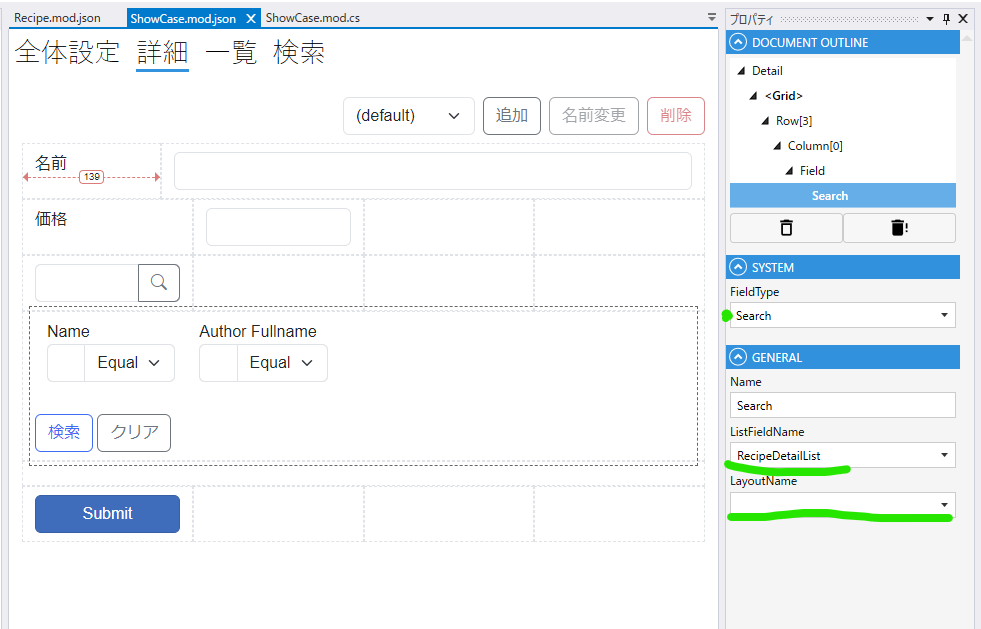 Recipe.mod.json ShowCase.mod.json ShowCase.mod.cs
全体設定 詳細 一覧 検索
(default) 追加 名前変更 削除
名前
139
価格
Name Author Fullname
Equal Equal
検索 クリア
Submit
プロパティ
DOCUMENT OUTLINE
Detail
<Grid>
Row[3]
Column[0]
Field
Search
SYSTEM
FieldType
Search
GENERAL
Name
Search
ListFieldName
RecipeDetailList
LayoutName